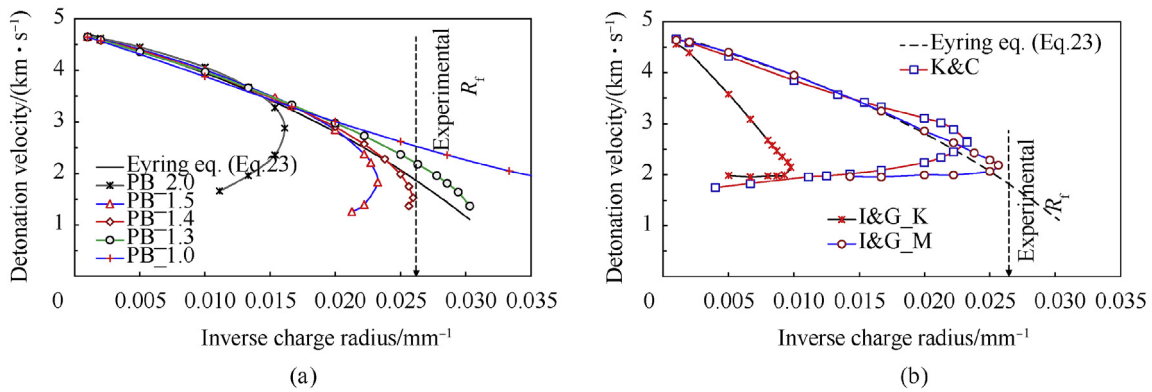 5
4
3
2
1
0
Detonation velocity/(km • s⁻¹)
Experimental
R_f
Eyring eq. (Eq.23)
PB_2.0
PB_1.5
PB_1.4
PB_1.3
PB_1.0
0.005 0.010 0.015 0.020 0.025 0.030 0.035
Inverse charge radius/mm⁻¹
(a)
5
4
3
2
1
0
Detonation velocity/(km • s⁻¹)
Eyring eq. (Eq.23)
K&C
I&G_K
I&G_M
Experimental
R_f
0.005 0.010 0.015 0.020 0.025 0.030 0.035
Inverse charge radius/mm⁻¹
(b)